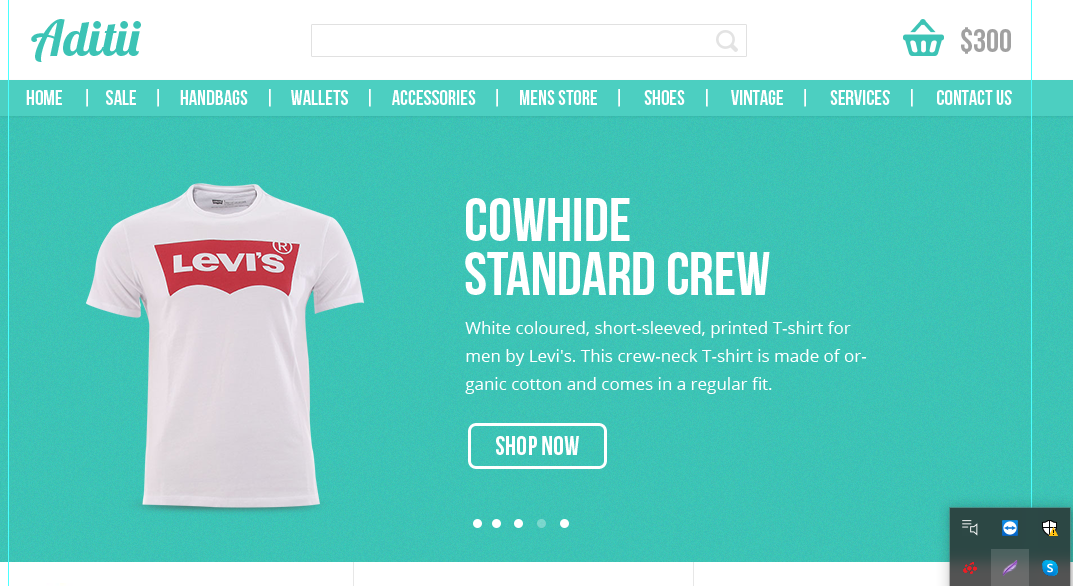 Aditii
$300
HOME | SALE | HANDBAGS | WALLETS | ACCESSORIES | MENS STORE | SHOES | VINTAGE | SERVICES | CONTACT US
LEVI'S ®
COWHIDE
STANDARD CREW
White coloured, short-sleeved, printed T-shirt for
men by Levi's. This crew-neck T-shirt is made of or-
ganic cotton and comes in a regular fit.
SHOP NOW